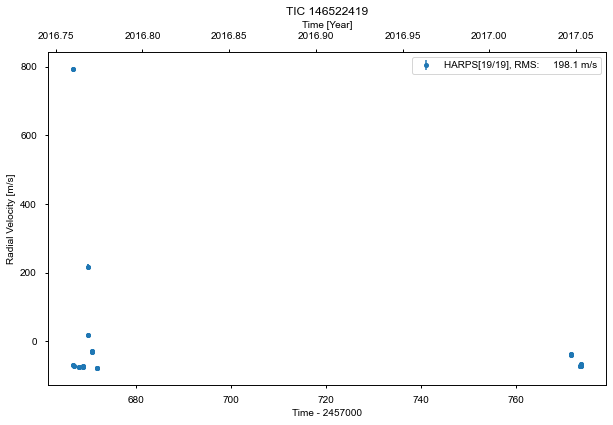 TIC 146522419
Time [Year]
2016.75 2016.80 2016.85 2016.90 2016.95 2017.00 2017.05
HARPS[19/19], RMS: 198.1 m/s
800
600
400
200
0
Radial Velocity [m/s]
680 700 720 740 760
Time - 2457000